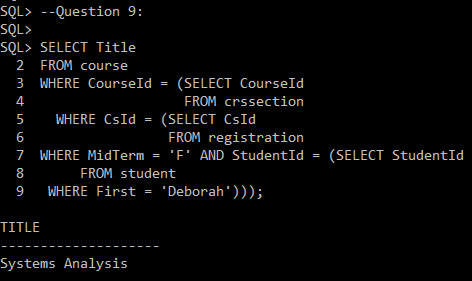 SQL> --Question 9:
SQL>
SQL> SELECT Title
  2  FROM course
  3  WHERE CourseId = (SELECT CourseId
  4                    FROM crssection
  5    WHERE CsId = (SELECT CsId
  6                  FROM registration
  7  WHERE MidTerm = 'F' AND StudentId = (SELECT StudentId
  8       FROM student
  9   WHERE First = 'Deborah')));
TITLE
--------------------
Systems Analysis